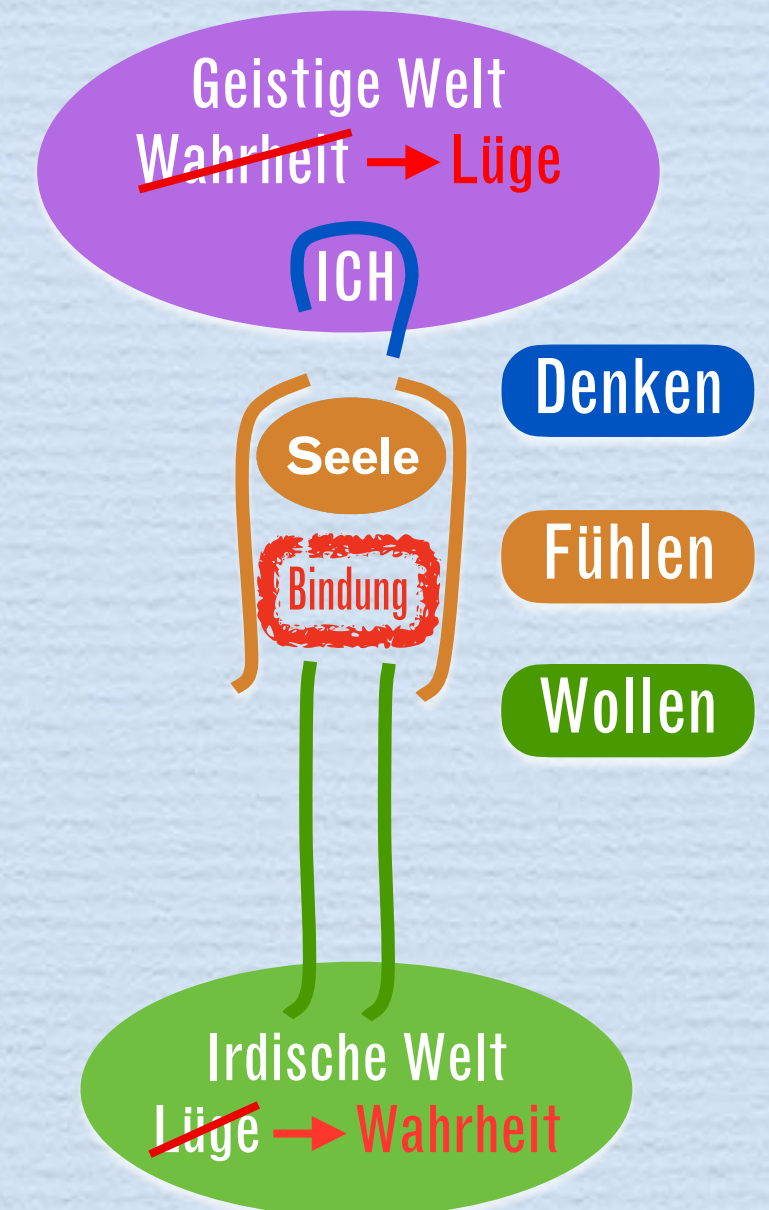 Geistige Welt
Wahrheit → Lüge
ICH
Denken
Seele
Fühlen
Bindung
Wollen
Irdische Welt
Lüge → Wahrheit